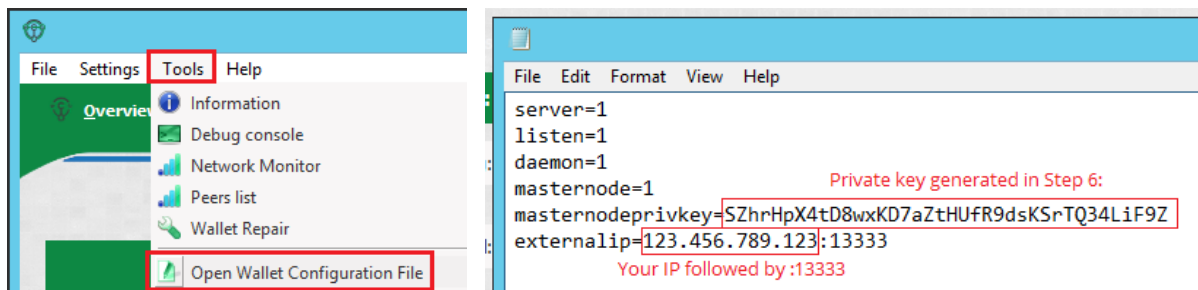 File Settings Tools Help
Overvie
Information
Debug console
Network Monitor
Peers list
Wallet Repair
Open Wallet Configuration File
File Edit Format View Help
server=1
listen=1
daemon=1
masternode=1
Private key generated in Step 6:
masternodeprivkey=SZhrHpX4tD8wxKD7aZtHUfR9dsKSrTQ34LiF9Z
externalip=123.456.789.123:13333
Your IP followed by :13333